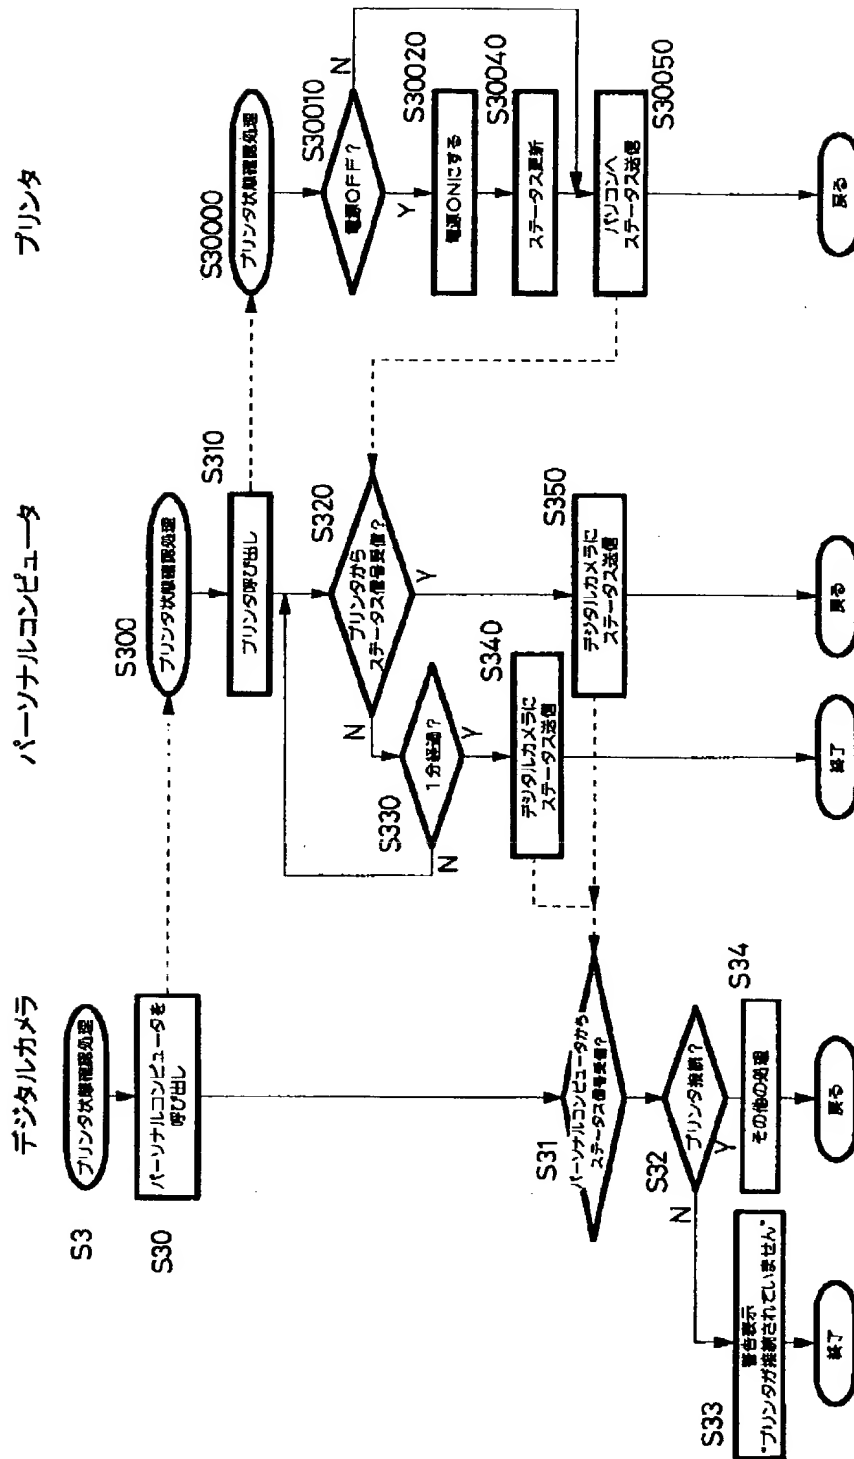 デジタルカメラ
S3
プリンタ状態確認処理
S30
パーソナルコンピュータを
呼び出し
S31
パーソナルコンピュータから
ステータス信号受信?
S32
プリンタ接続?
N
Y
S33
警告表示
"プリンタが接続されていません"
S34
その他の処理
終了
戻る
パーソナルコンピュータ
S300
プリンタ状態確認処理
S310
プリンタ呼び出し
S320
プリンタから
ステータス信号受信?
N
Y
S330
1分経過?
N
Y
S340
デジタルカメラに
ステータス送信
S350
デジタルカメラに
ステータス送信
終了
戻る
プリンタ
S30000
プリンタ状態確認処理
S30010
電源OFF?
N
Y
S30020
電源ONにする
S30040
ステータス更新
S30050
パソコンへ
ステータス送信
戻る